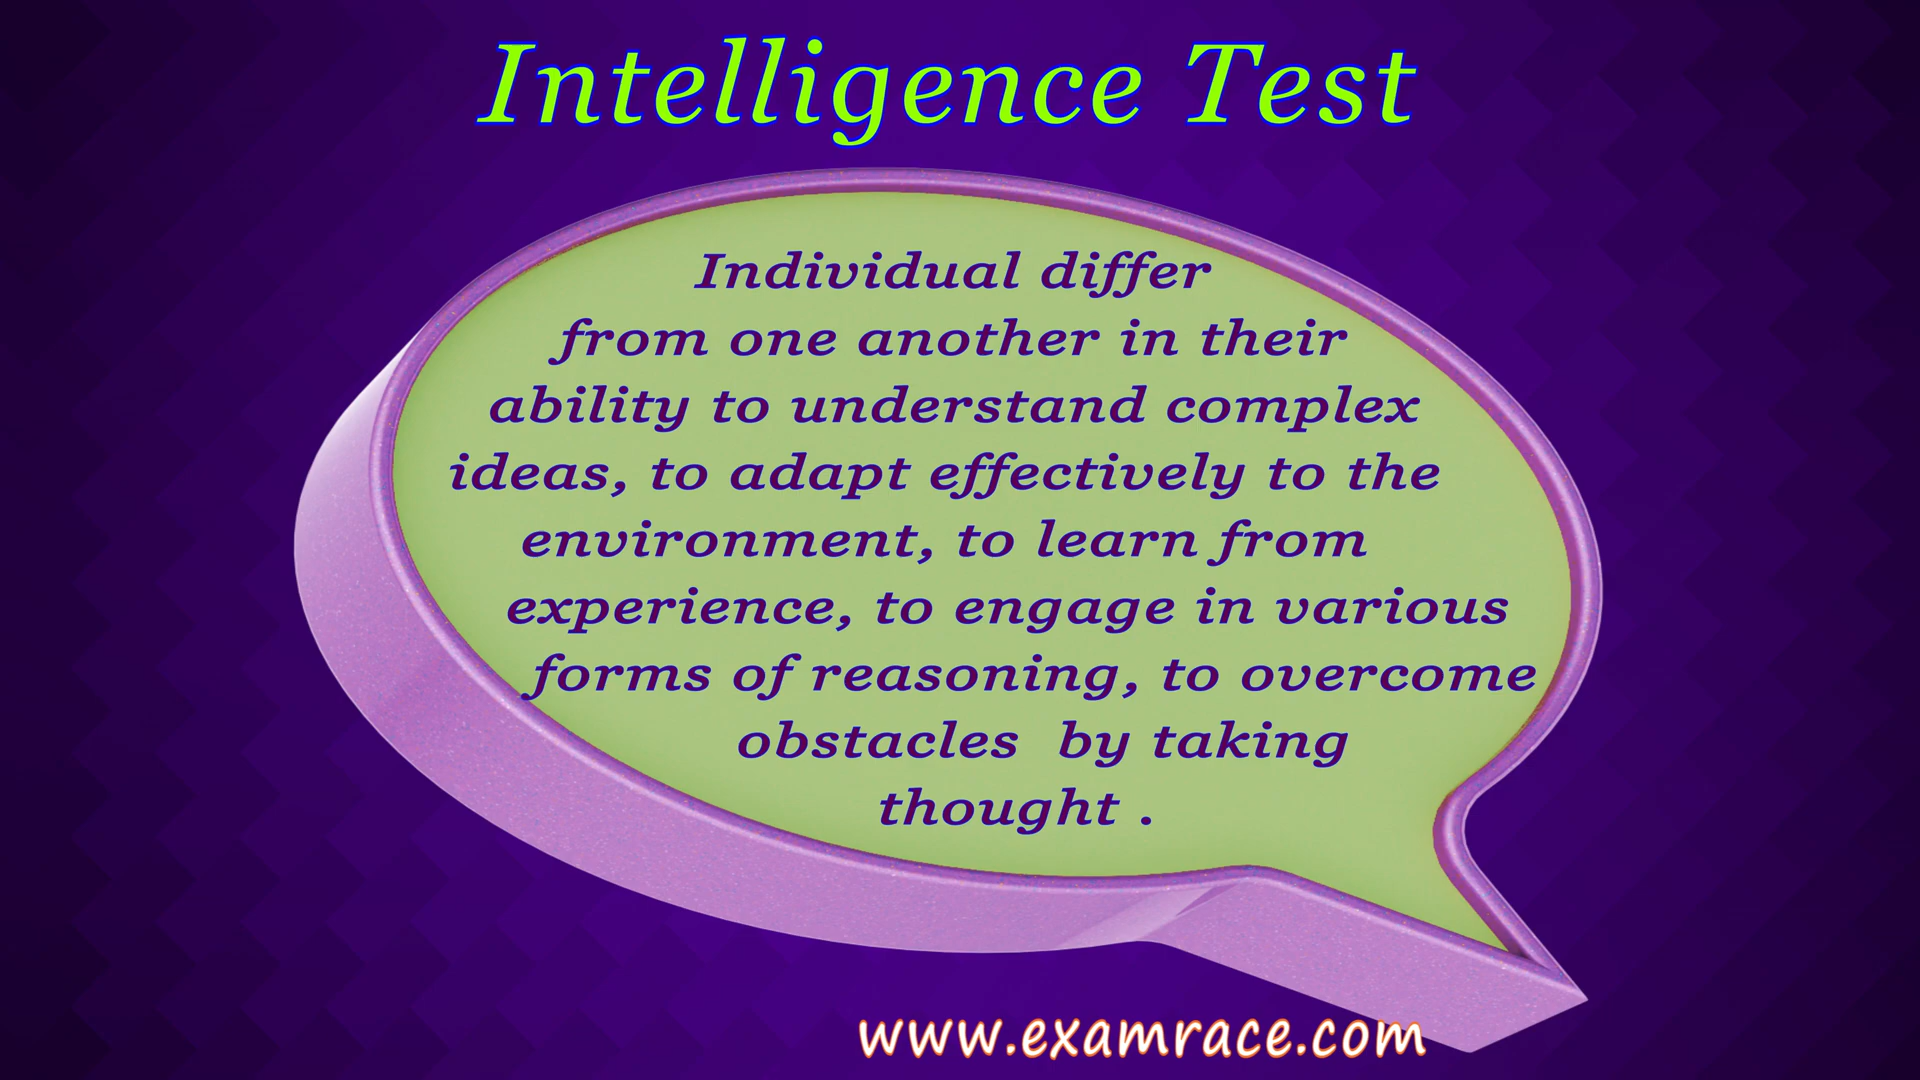 Intelligence Test
Individual differ
from one another in their
ability to understand complex
ideas, to adapt effectively to the
environment, to learn from
experience, to engage in various
forms of reasoning, to overcome
obstacles  by taking
thought .
www.examrace.com